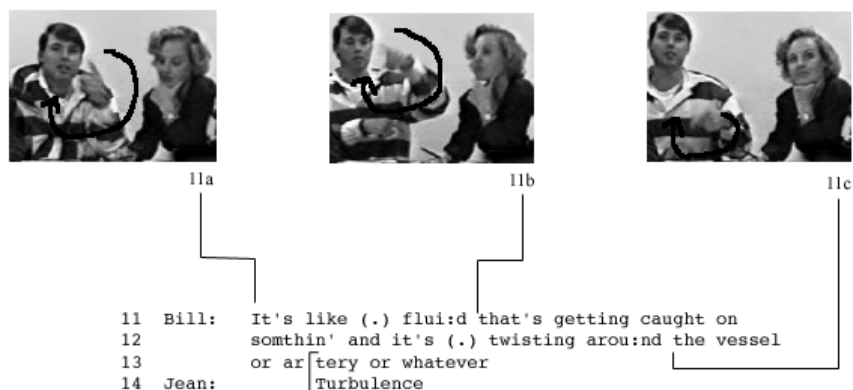 11a 11b 11c
11 Bill: It's like (.) flui:d that's getting caught on
12 somthin' and it's (.) twisting arou:nd the vessel
13 or ar[tery or whatever
14 Jean: [Turbulence